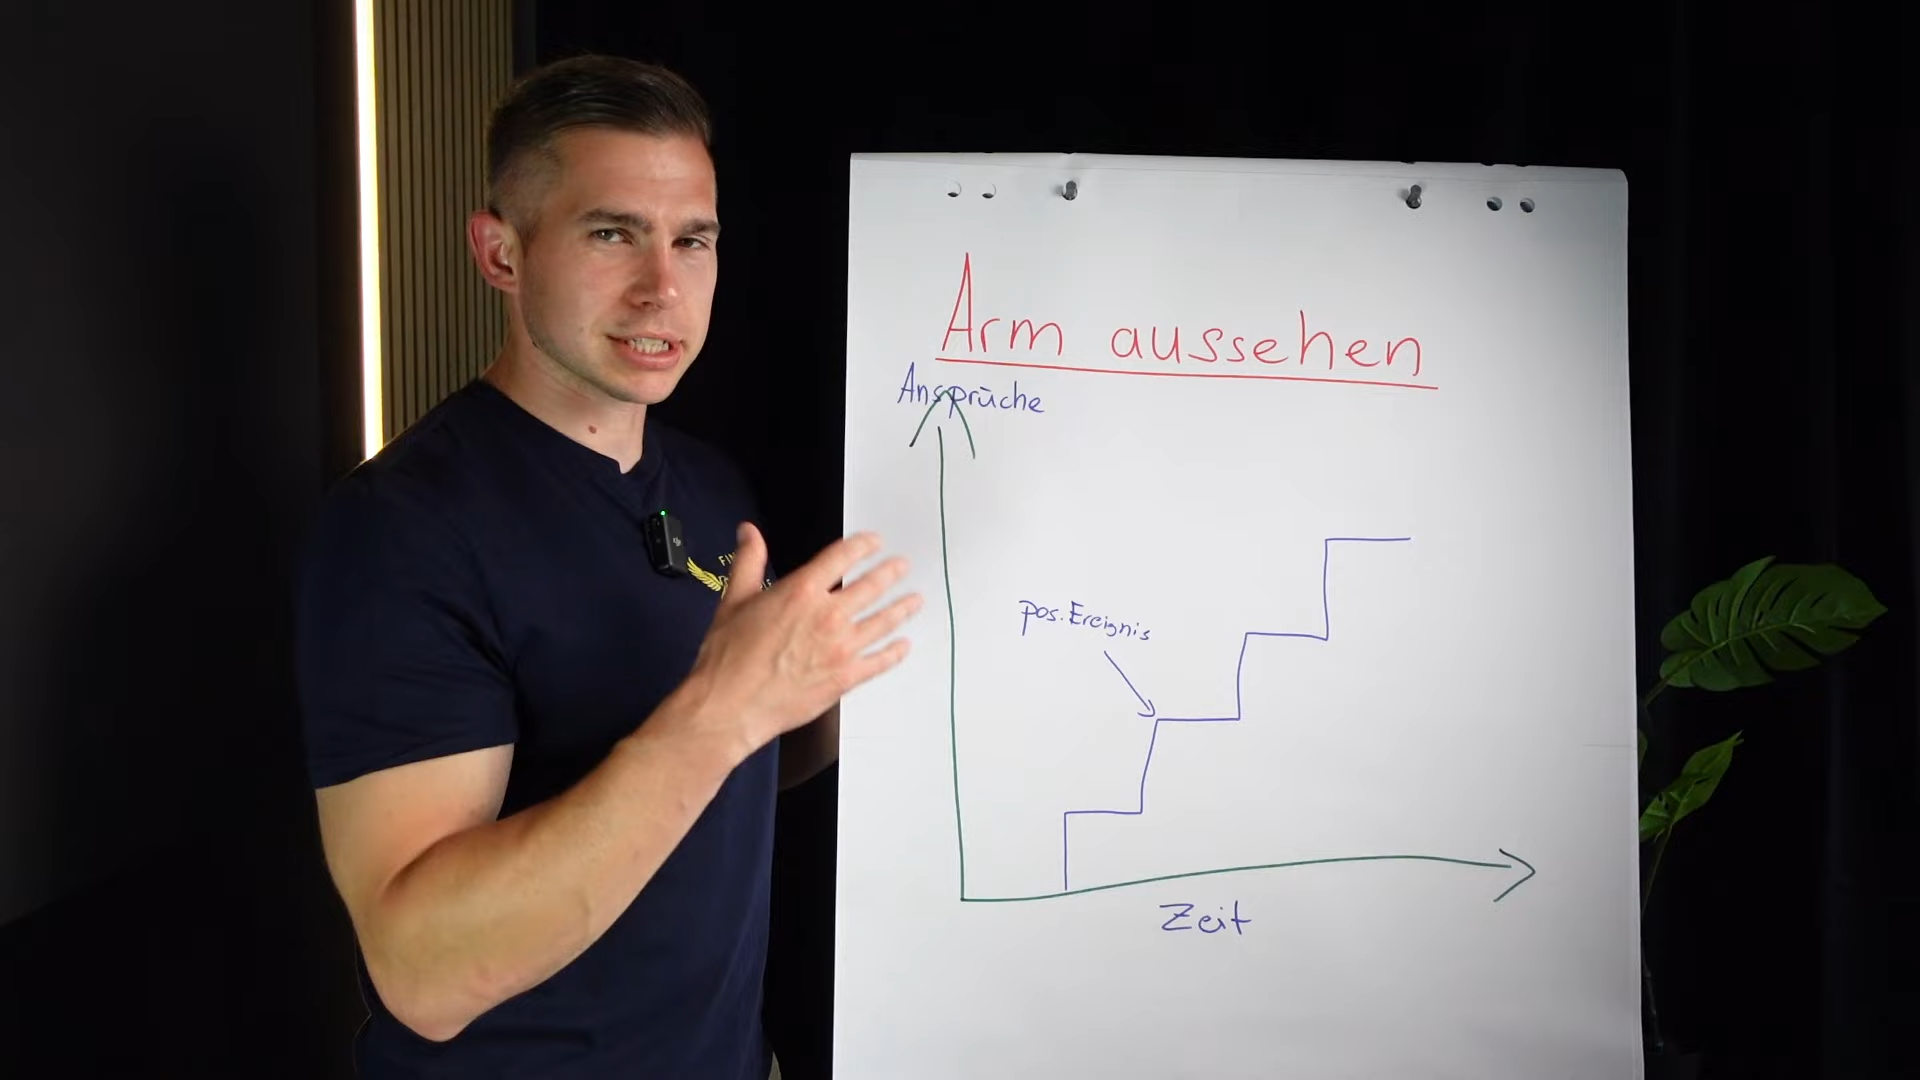 Arm aussehen
Ansprüche
pos. Ereignis
Zeit